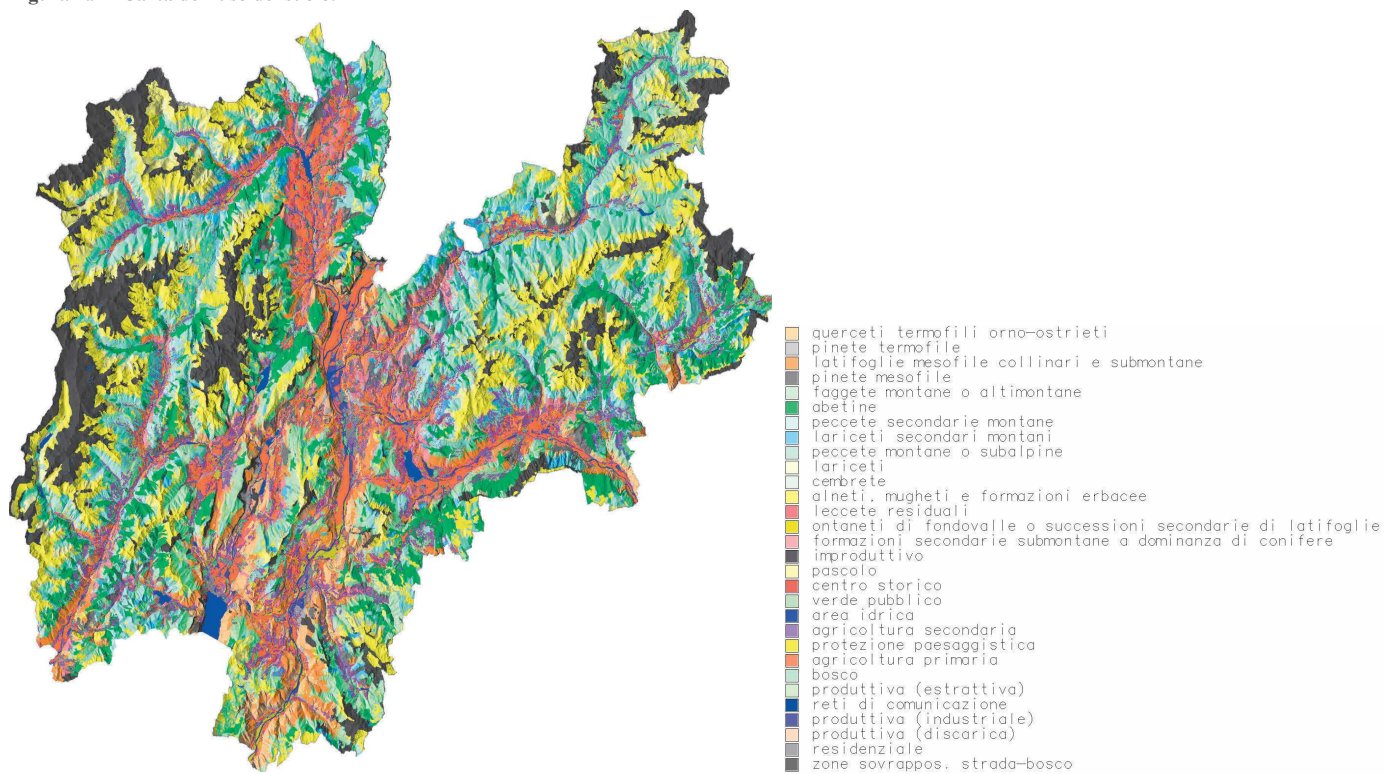 querceti termofili orno-ostrieti
pinete termofile
latifoglie mesofile collinari e submontane
pinete mesofile
faggete montane o altimontane
abetine
peccete secondarie montane
lariceti secondari montani
peccete montane o subalpine
lariceti
cembrete
alneti, mugheti e formazioni erbacee
leccete residuali
ontaneti di fondovalle o successioni secondarie di latifoglie
formazioni secondarie submontane a dominanza di conifere
improduttivo
pascolo
centro storico
verde pubblico
area idrica
agricoltura secondaria
protezione paesaggistica
agricoltura primaria
bosco
produttiva (estrattiva)
reti di comunicazione
produttiva (industriale)
produttiva (discarica)
residenziale
zone sovrappos. strada-bosco